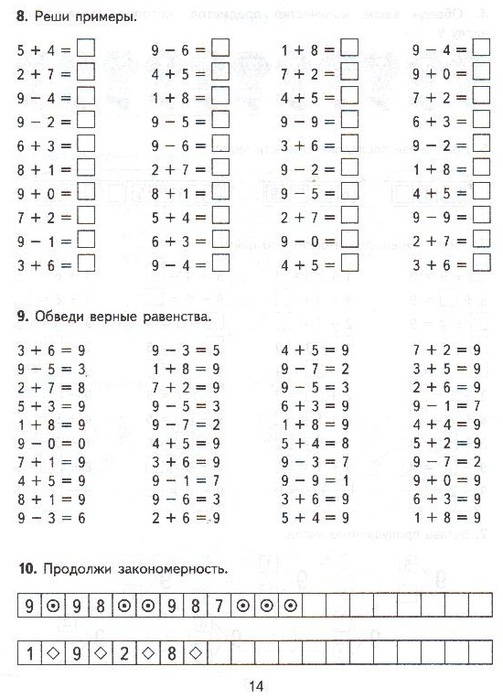 8. Реши примеры.
5 + 4 = □ 9 − 6 = □ 1 + 8 = □ 9 − 4 = □
2 + 7 = □ 4 + 5 = □ 7 + 2 = □ 9 + 0 = □
9 − 4 = □ 1 + 8 = □ 4 + 5 = □ 7 + 2 = □
9 − 2 = □ 9 − 5 = □ 9 − 9 = □ 6 + 3 = □
6 + 3 = □ 9 − 6 = □ 3 + 6 = □ 9 − 2 = □
8 + 1 = □ 2 + 7 = □ 9 − 2 = □ 1 + 8 = □
9 + 0 = □ 8 + 1 = □ 9 − 5 = □ 4 + 5 = □
7 + 2 = □ 5 + 4 = □ 2 + 7 = □ 9 − 9 = □
9 − 1 = □ 6 + 3 = □ 9 − 0 = □ 2 + 7 = □
3 + 6 = □ 9 − 4 = □ 4 + 5 = □ 3 + 6 = □
9. Обведи верные равенства.
3 + 6 = 9 9 − 3 = 5 4 + 5 = 9 7 + 2 = 9
9 − 5 = 3 1 + 8 = 9 9 − 7 = 2 3 + 5 = 9
2 + 7 = 8 7 + 2 = 9 9 − 5 = 3 2 + 6 = 9
5 + 3 = 9 9 − 5 = 3 6 + 3 = 9 9 − 1 = 7
1 + 8 = 9 9 − 7 = 2 1 + 8 = 9 4 + 4 = 9
9 − 0 = 0 4 + 5 = 9 5 + 4 = 8 5 + 2 = 9
7 + 1 = 9 3 + 6 = 9 9 − 3 = 7 9 − 7 = 2
4 + 5 = 9 9 − 1 = 7 9 − 9 = 1 9 + 0 = 9
8 + 1 = 9 9 − 6 = 3 3 + 6 = 9 6 + 3 = 9
9 − 3 = 6 2 + 6 = 9 5 + 4 = 9 1 + 8 = 9
10. Продолжи закономерность.
9 ⊙ 9 8 ⊙ ⊙ 9 8 7 ⊙ ⊙ ⊙
1 ◇ 9 ◇ 2 ◇ 8 ◇
14